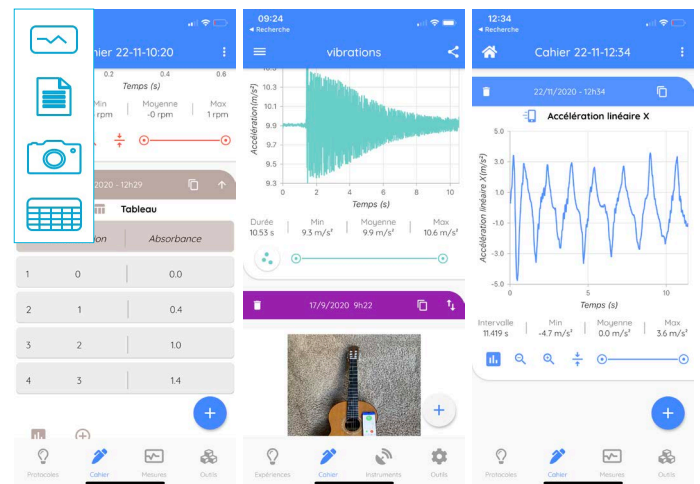 hier 22-11-10:20
0.2 0.4 0.6
Temps (s)
Min Moyenne Max
rpm -0 rpm 1 rpm
2020 - 12h29
Tableau
ion Absorbance
1 0 0.0
2 1 0.4
3 2 1.0
4 3 1.4
+
Protocoles Cahier Mesures Outils
09:24
◂ Recherche
vibrations
10.5
10.3
10.1
9.9
9.7
9.5
9.3
Accélération(m/s²)
0 2 4 6 8 10
Temps (s)
Durée Min Moyenne Max
10.53 s 9.3 m/s² 9.9 m/s² 10.6 m/s²
17/9/2020 9h22
+
Expériences Cahier Instruments Outils
12:34
◂ Recherche
Cahier 22-11-12:34
22/11/2020 - 12h34
Accélération linéaire X
5.0
3.0
1.0
-1.0
-3.0
-5.0
Accélération linéaire X(m/s²)
0 5 10
Temps (s)
Intervalle Min Moyenne Max
11.419 s -4.7 m/s² 0.0 m/s² 3.6 m/s²
+
Protocoles Cahier Mesures Outils